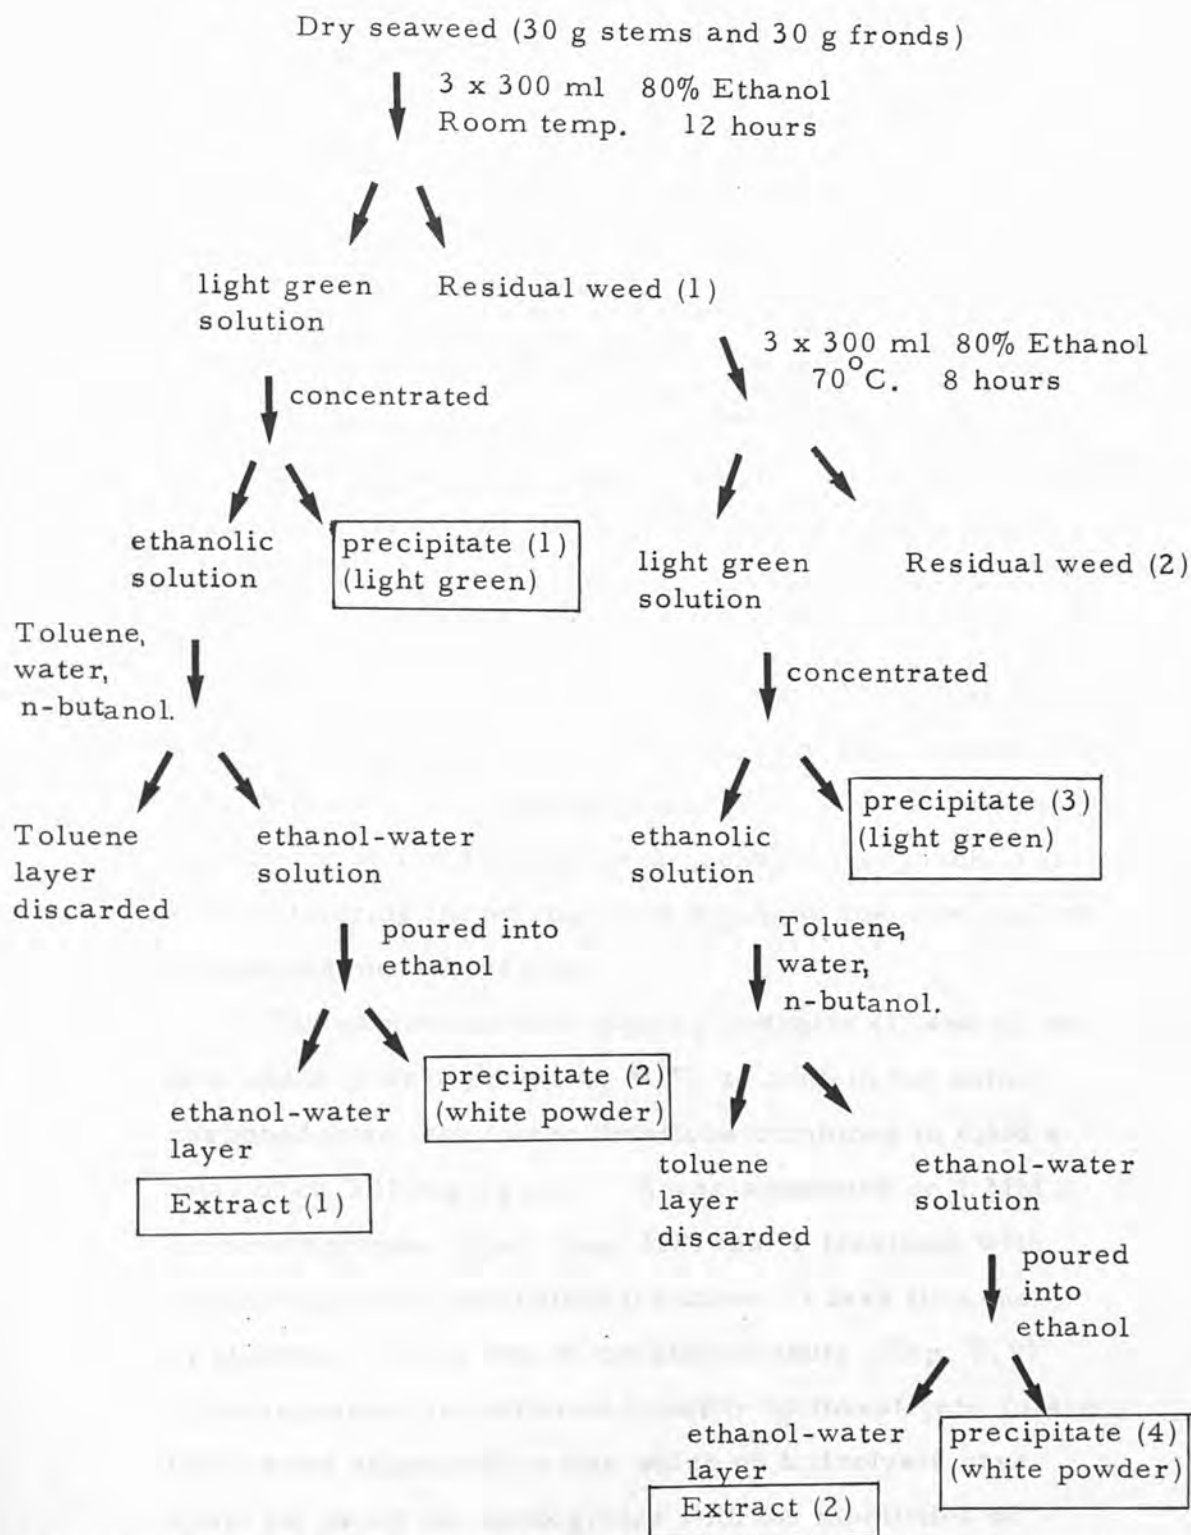 Dry seaweed (30 g stems and 30 g fronds)
3 x 300 ml 80% Ethanol
Room temp. 12 hours
light green
solution
Residual weed (1)
3 x 300 ml 80% Ethanol
70°C. 8 hours
concentrated
ethanolic
solution
precipitate (1)
(light green)
light green
solution
Residual weed (2)
Toluene,
water,
n-butanol.
concentrated
Toluene
layer
discarded
ethanol-water
solution
ethanolic
solution
precipitate (3)
(light green)
poured into
ethanol
Toluene,
water,
n-butanol.
ethanol-water
layer
Extract (1)
precipitate (2)
(white powder)
toluene
layer
discarded
ethanol-water
solution
poured
into
ethanol
ethanol-water
layer
Extract (2)
precipitate (4)
(white powder)